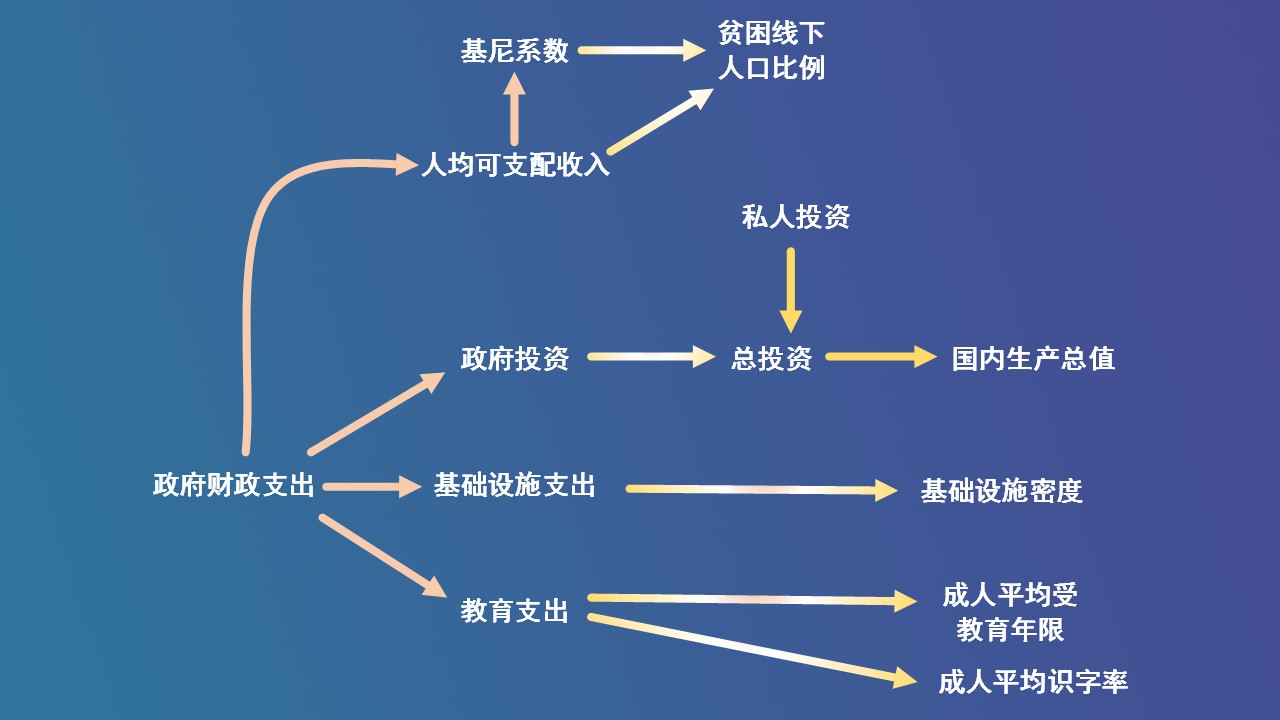 基尼系数
贫困线下
人口比例
人均可支配收入
私人投资
政府投资
总投资
国内生产总值
政府财政支出
基础设施支出
基础设施密度
教育支出
成人平均受
教育年限
成人平均识字率